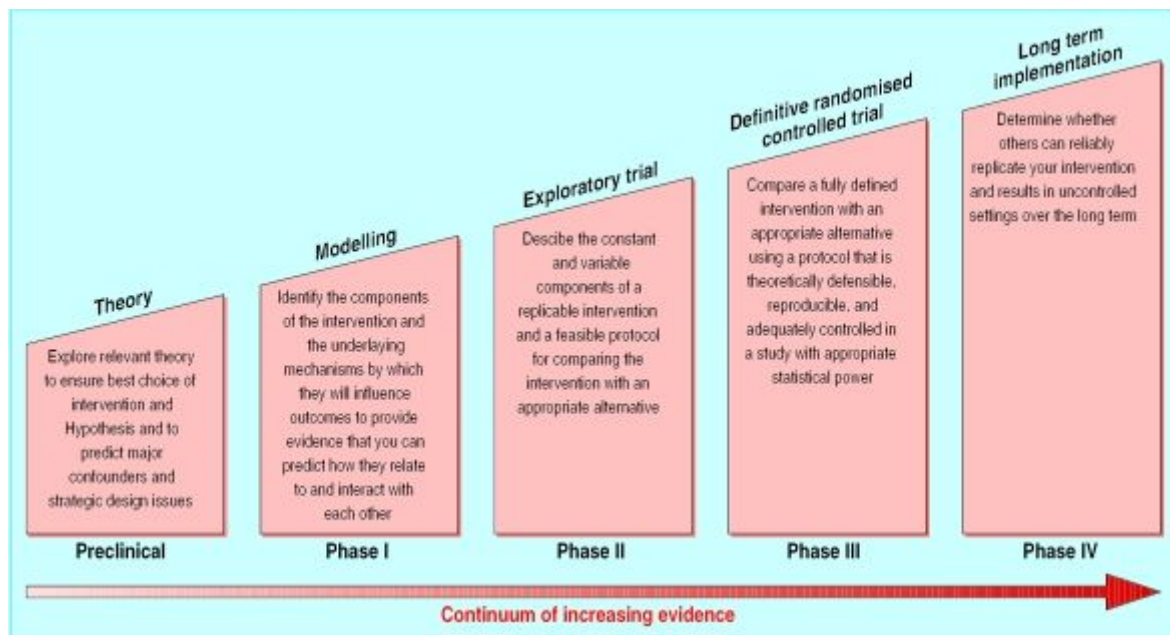 Theory
Explore relevant theory
to ensure best choice of
intervention and
Hypothesis and to
predict major
confounders and
strategic design issues
Preclinical
Modelling
Identify the components
of the intervention and
the underlaying
mechanisms by which
they will influence
outcomes to provide
evidence that you can
predict how they relate
to and interact with
each other
Phase I
Exploratory trial
Descibe the constant
and variable
components of a
replicable intervention
and a feasible protocol
for comparing the
intervention with an
appropriate alternative
Phase II
Definitive randomised
controlled trial
Compare a fully defined
intervention with an
appropriate alternative
using a protocol that is
theoretically defensible,
reproducible, and
adequately controlled in
a study with appropriate
statistical power
Phase III
Long term
implementation
Determine whether
others can reliably
replicate your intervention
and results in uncontrolled
settings over the long term
Phase IV
Continuum of increasing evidence